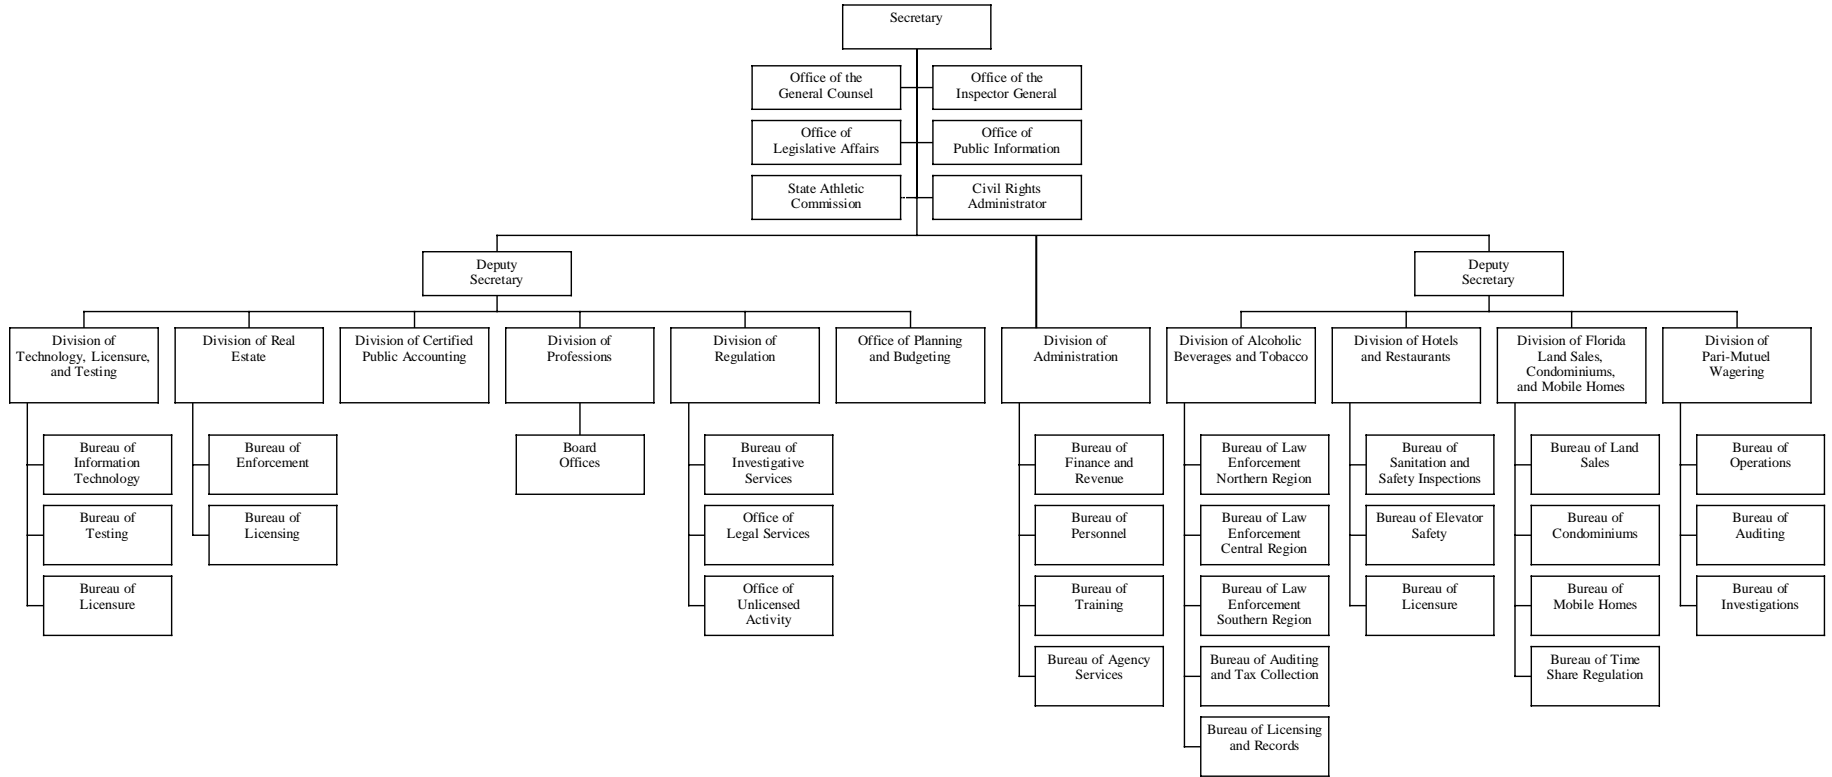 Secretary
Office of the
General Counsel
Office of the
Inspector General
Office of
Legislative Affairs
Office of
Public Information
State Athletic
Commission
Civil Rights
Administrator
Deputy
Secretary
Deputy
Secretary
Division of
Technology, Licensure,
and Testing
Division of Real
Estate
Division of Certified
Public Accounting
Division of
Professions
Division of
Regulation
Office of Planning
and Budgeting
Division of
Administration
Division of Alcoholic
Beverages and Tobacco
Division of Hotels
and Restaurants
Division of Florida
Land Sales,
Condominiums,
and Mobile Homes
Division of
Pari-Mutuel
Wagering
Bureau of
Information
Technology
Bureau of
Testing
Bureau of
Licensure
Bureau of
Enforcement
Bureau of
Licensing
Board
Offices
Bureau of
Investigative
Services
Office of
Legal Services
Office of
Unlicensed
Activity
Bureau of
Finance and
Revenue
Bureau of
Personnel
Bureau of
Training
Bureau of Agency
Services
Bureau of Law
Enforcement
Northern Region
Bureau of Law
Enforcement
Central Region
Bureau of Law
Enforcement
Southern Region
Bureau of Auditing
and Tax Collection
Bureau of Licensing
and Records
Bureau of
Sanitation and
Safety Inspections
Bureau of Elevator
Safety
Bureau of
Licensure
Bureau of Land
Sales
Bureau of
Condominiums
Bureau of
Mobile Homes
Bureau of Time
Share Regulation
Bureau of
Operations
Bureau of
Auditing
Bureau of
Investigations